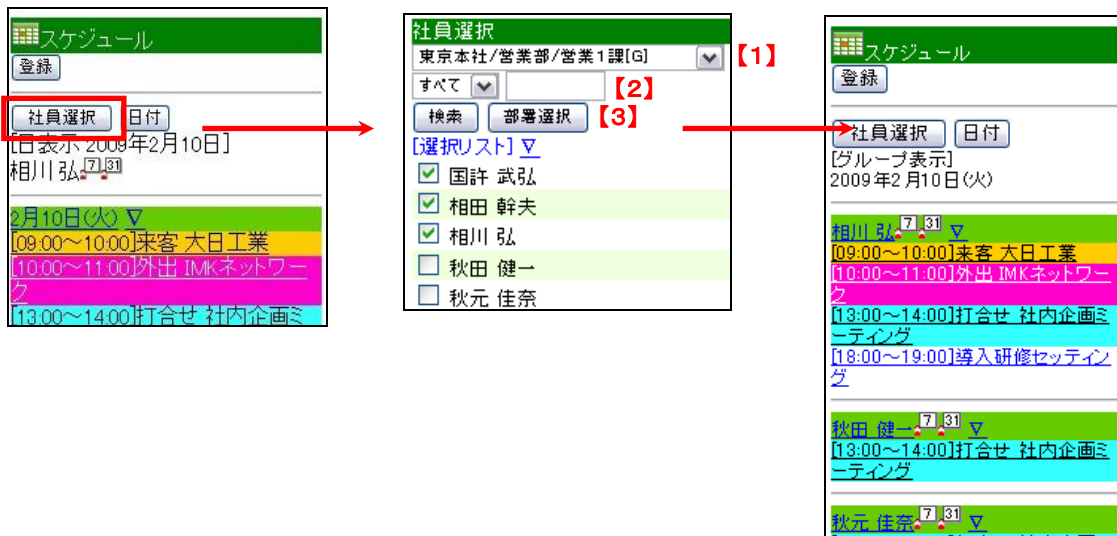 スケジュール
登録
社員選択 日付
[日表示 2009年2月10日]
相川 弘 7 31
2月10日(火) ▽
[09:00～10:00]来客 大日工業
[10:00～11:00]外出 IMKネットワー
ク
[13:00～14:00]打合せ 社内企画ミ
社員選択
東京本社/営業部/営業1課[G]
【1】
すべて
【2】
検索 部署選択
【3】
[選択リスト] ▽
国許 武弘
相田 幹夫
相川 弘
秋田 健一
秋元 佳奈
スケジュール
登録
社員選択 日付
[グループ表示]
2009年2月10日(火)
相川 弘 7 31 ▽
[09:00～10:00]来客 大日工業
[10:00～11:00]外出 IMKネットワー
ク
[13:00～14:00]打合せ 社内企画ミ
ーティング
[18:00～19:00]導入研修セッティン
グ
秋田 健一 7 31 ▽
[13:00～14:00]打合せ 社内企画ミ
ーティング
秋元 佳奈 7 31 ▽